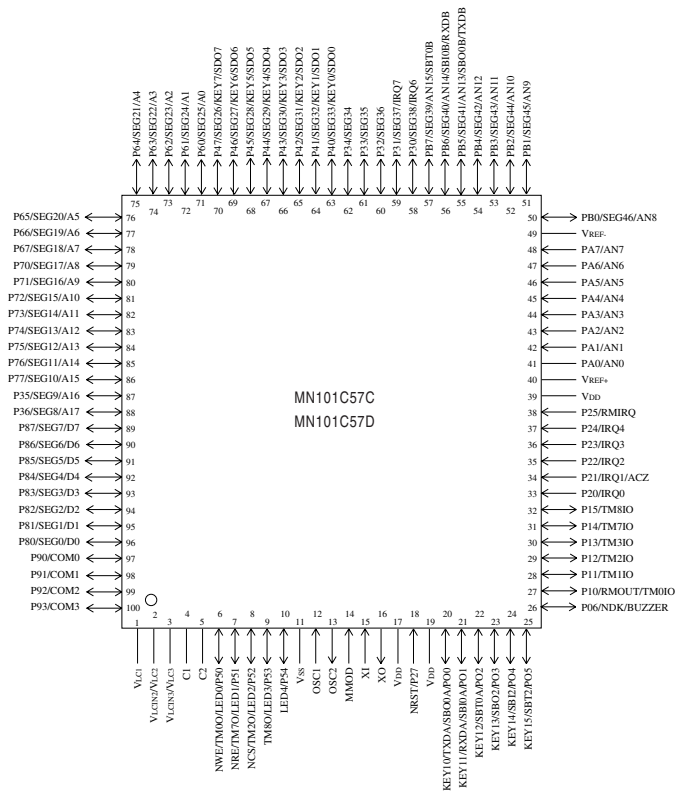 P64/SEG21/A4
P63/SEG22/A3
P62/SEG23/A2
P61/SEG24/A1
P60/SEG25/A0
P47/SEG26/KEY7/SDO7
P46/SEG27/KEY6/SDO6
P45/SEG28/KEY5/SDO5
P44/SEG29/KEY4/SDO4
P43/SEG30/KEY3/SDO3
P42/SEG31/KEY2/SDO2
P41/SEG32/KEY1/SDO1
P40/SEG33/KEY0/SDO0
P34/SEG34
P33/SEG35
P32/SEG36
P31/SEG37/IRQ7
P30/SEG38/IRQ6
PB7/SEG39/AN15/SBT0B
PB6/SEG40/AN14/SBI0B/RXDB
PB5/SEG41/AN13/SBO0B/TXDB
PB4/SEG42/AN12
PB3/SEG43/AN11
PB2/SEG44/AN10
PB1/SEG45/AN9
75 74 73 72 71 70 69 68 67 66 65 64 63 62 61 60 59 58 57 56 55 54 53 52 51
P65/SEG20/A5 76
P66/SEG19/A6 77
P67/SEG18/A7 78
P70/SEG17/A8 79
P71/SEG16/A9 80
P72/SEG15/A10 81
P73/SEG14/A11 82
P74/SEG13/A12 83
P75/SEG12/A13 84
P76/SEG11/A14 85
P77/SEG10/A15 86
P35/SEG9/A16 87
P36/SEG8/A17 88
P87/SEG7/D7 89
P86/SEG6/D6 90
P85/SEG5/D5 91
P84/SEG4/D4 92
P83/SEG3/D3 93
P82/SEG2/D2 94
P81/SEG1/D1 95
P80/SEG0/D0 96
P90/COM0 97
P91/COM1 98
P92/COM2 99
P93/COM3 100
MN101C57C
MN101C57D
50 PB0/SEG46/AN8
49 VREF-
48 PA7/AN7
47 PA6/AN6
46 PA5/AN5
45 PA4/AN4
44 PA3/AN3
43 PA2/AN2
42 PA1/AN1
41 PA0/AN0
40 VREF+
39 VDD
38 P25/RMIRQ
37 P24/IRQ4
36 P23/IRQ3
35 P22/IRQ2
34 P21/IRQ1/ACZ
33 P20/IRQ0
32 P15/TM8IO
31 P14/TM7IO
30 P13/TM3IO
29 P12/TM2IO
28 P11/TM1IO
27 P10/RMOUT/TM0IO
26 P06/NDK/BUZZER
1 2 3 4 5 6 7 8 9 10 11 12 13 14 15 16 17 18 19 20 21 22 23 24 25
VLC1
VLCIN2/VLC2
VLCIN3/VLC3
C1
C2
NWE/TM0O/LED0/P50
NRE/TM7O/LED1/P51
NCS/TM2O/LED2/P52
TM8O/LED3/P53
LED4/P54
VSS
OSC1
OSC2
MMOD
XI
XO
VDD
NRST/P27
VDD
KEY10/TXDA/SBO0A/PO0
KEY11/RXDA/SBI0A/PO1
KEY12/SBT0A/PO2
KEY13/SBO2/PO3
KEY14/SBI2/PO4
KEY15/SBT2/PO5